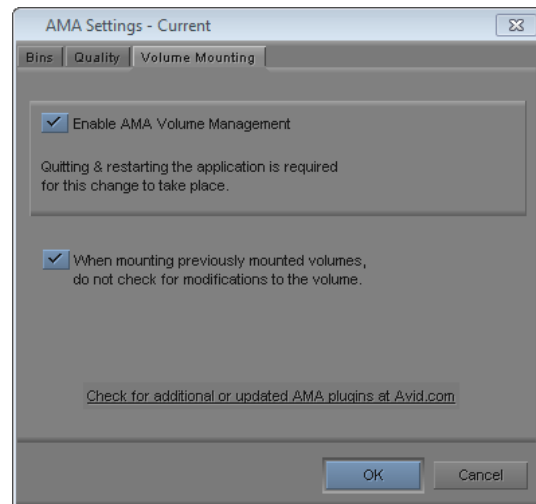 AMA Settings - Current
Bins Quality Volume Mounting
Enable AMA Volume Management
Quitting & restarting the application is required
for this change to take place.
When mounting previously mounted volumes,
do not check for modifications to the volume.
Check for additional or updated AMA plugins at Avid.com
OK Cancel